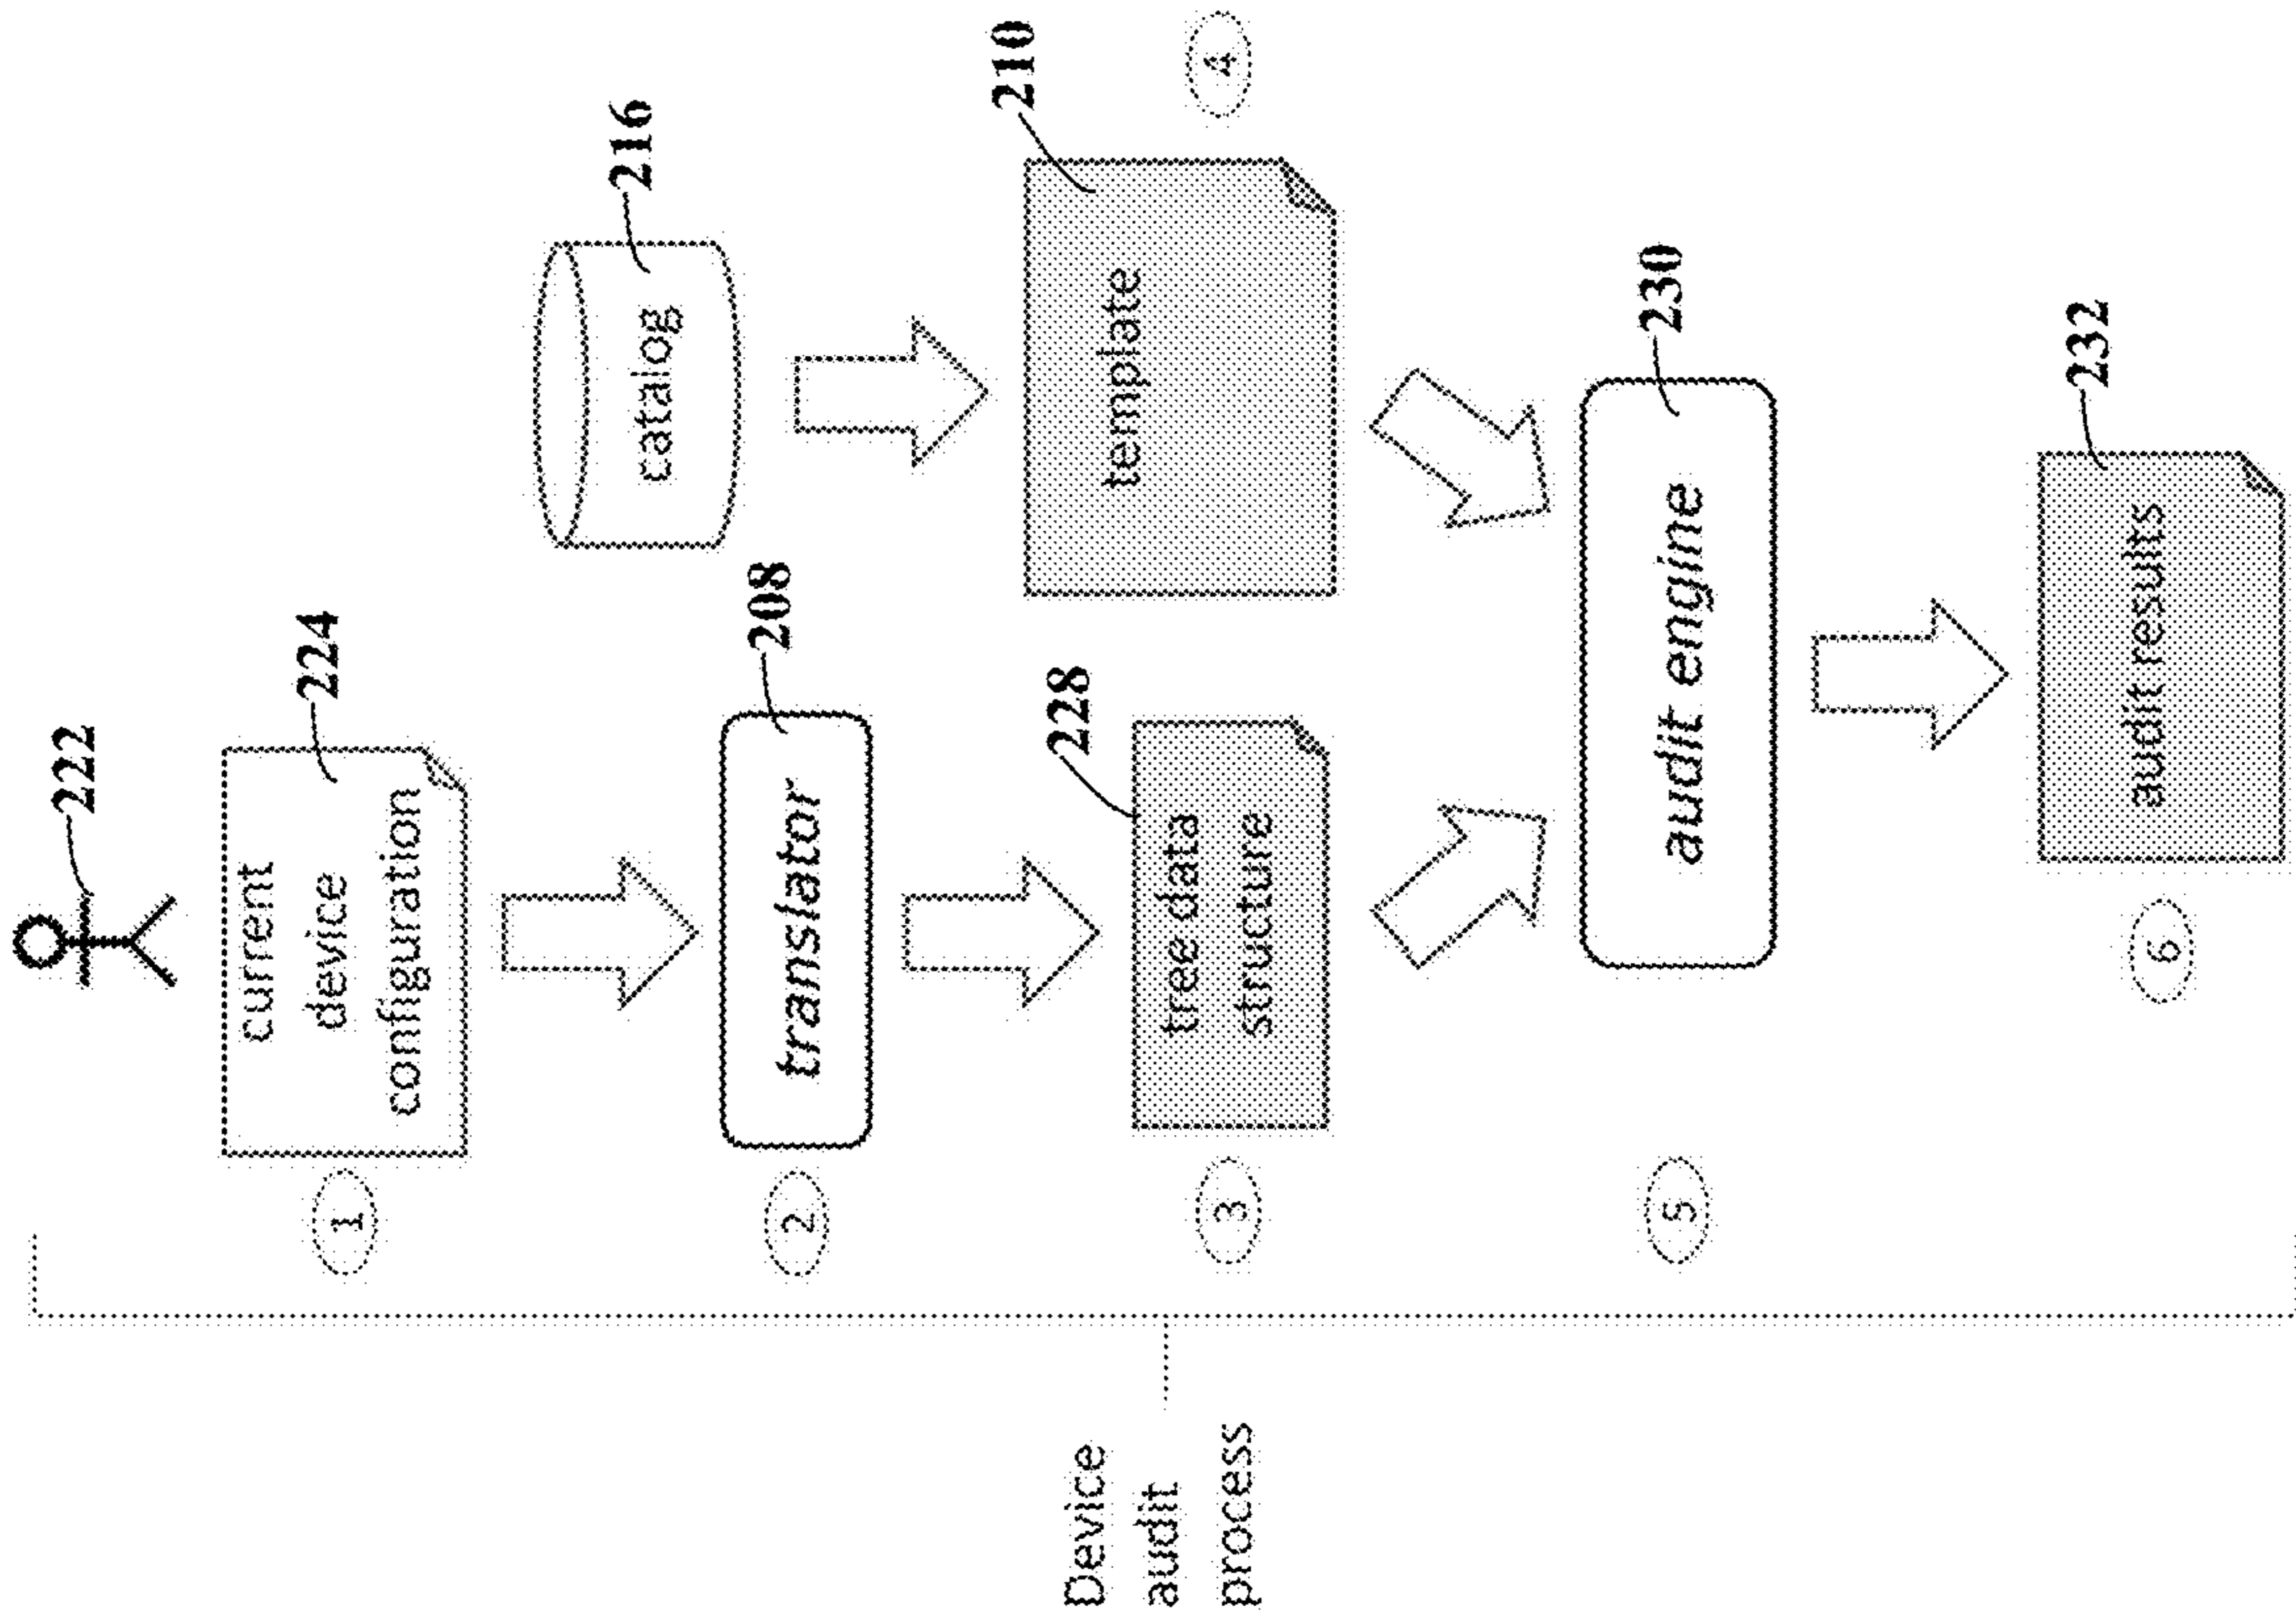 222
1
current
device
configuration
224
catalog
216
2
translator
208
Device
audit
process
3
tree data
structure
228
template
210
4
5
audit engine
230
6
audit results
232